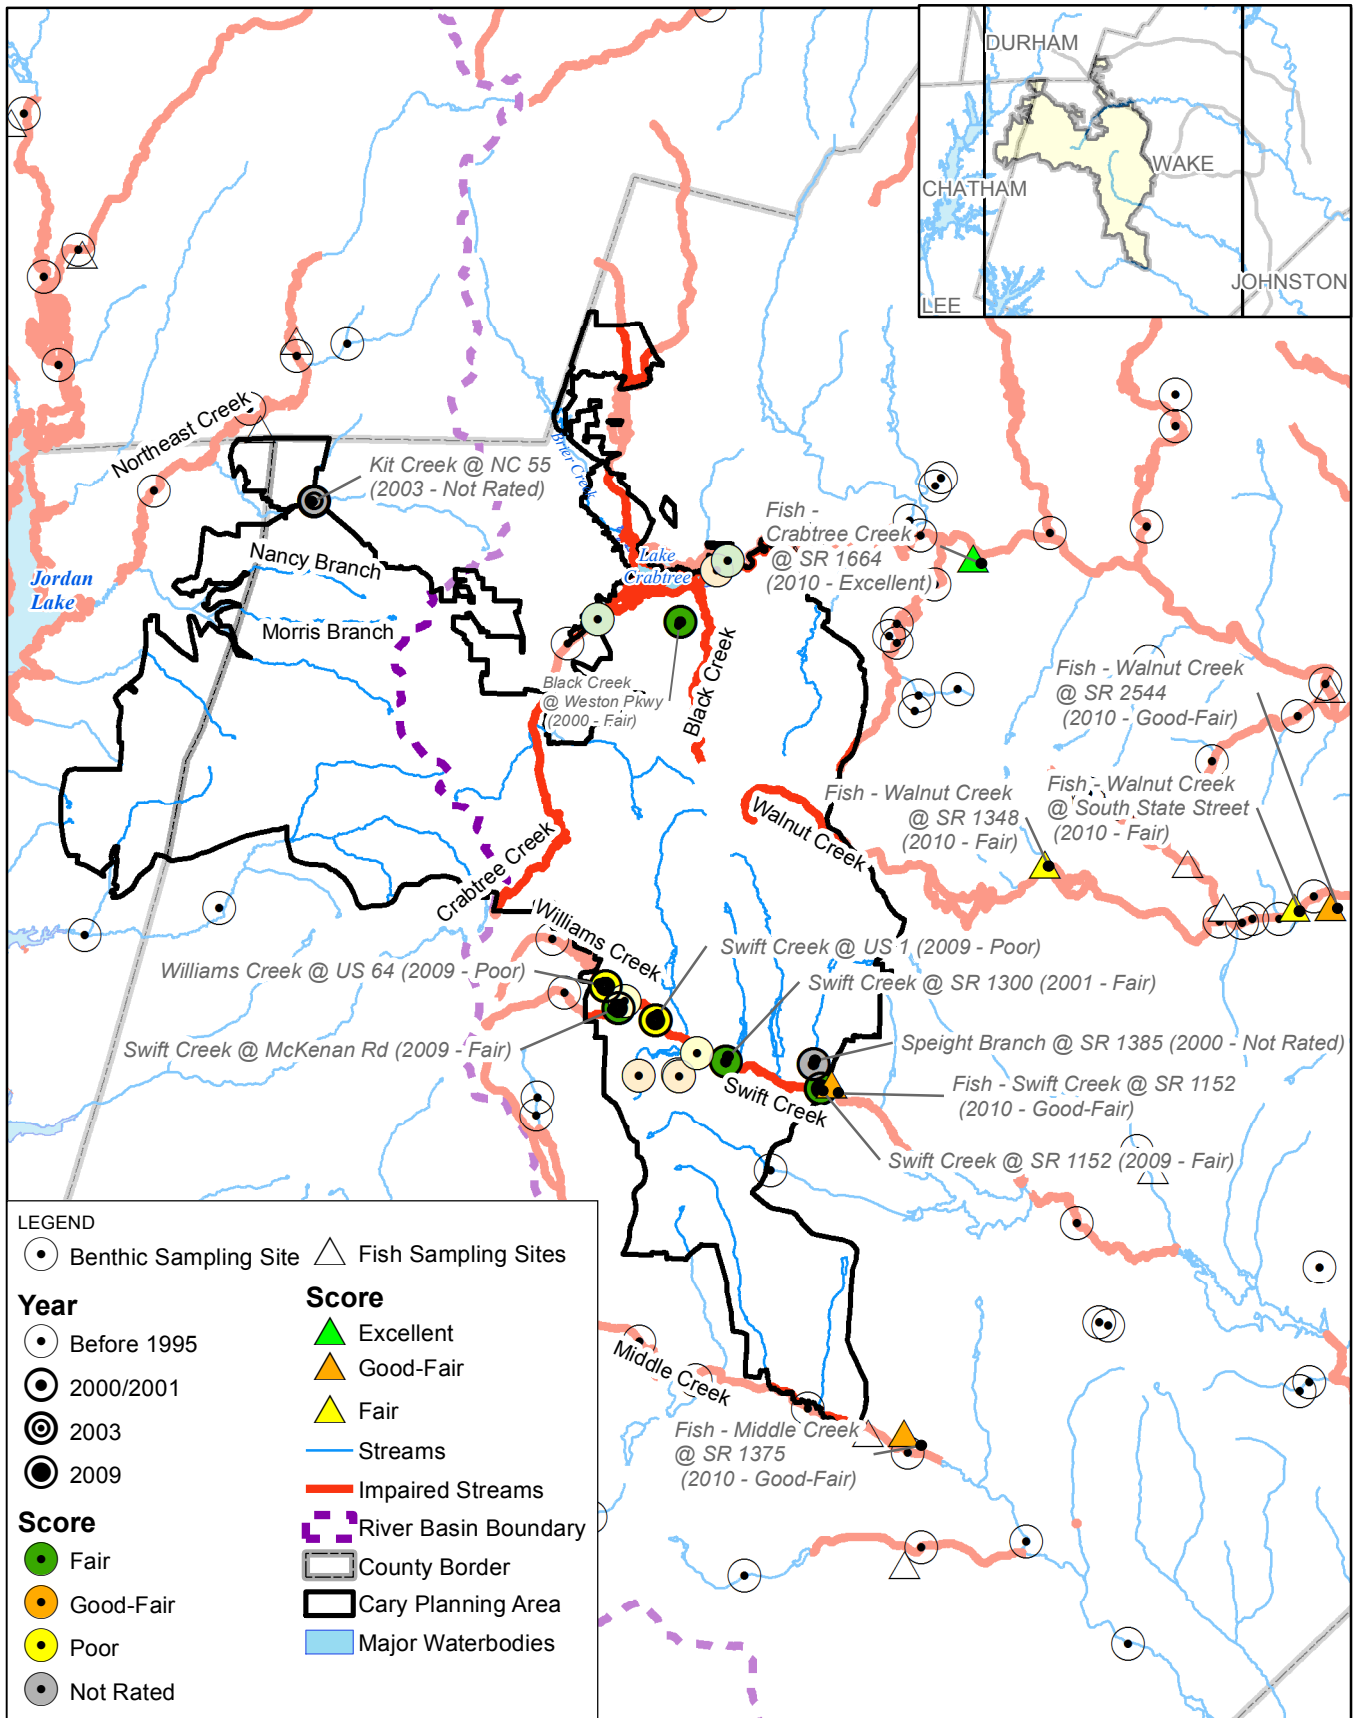 DURHAM
WAKE
CHATHAM
JOHNSTON
LEE
Northeast Creek
Kit Creek @ NC 55
(2003 - Not Rated)
Brier Creek
Fish -
Crabtree Creek
@ SR 1664
(2010 - Excellent)
Nancy Branch
Lake
Crabtree
Jordan
Lake
Morris Branch
Black Creek
Black Creek
@ Weston Pkwy
(2000 - Fair)
Fish - Walnut Creek
@ SR 2544
(2010 - Good-Fair)
Fish - Walnut Creek
@ SR 1348
(2010 - Fair)
Fish - Walnut Creek
@ South State Street
(2010 - Fair)
Walnut Creek
Crabtree Creek
Williams Creek
Swift Creek @ US 1 (2009 - Poor)
Williams Creek @ US 64 (2009 - Poor)
Swift Creek @ SR 1300 (2001 - Fair)
Swift Creek @ McKenan Rd (2009 - Fair)
Speight Branch @ SR 1385 (2000 - Not Rated)
Swift Creek
Fish - Swift Creek @ SR 1152
(2010 - Good-Fair)
Swift Creek @ SR 1152 (2009 - Fair)
Middle Creek
Fish - Middle Creek
@ SR 1375
(2010 - Good-Fair)
LEGEND
Benthic Sampling Site
Fish Sampling Sites
Year
Before 1995
2000/2001
2003
2009
Score
Fair
Good-Fair
Poor
Not Rated
Score
Excellent
Good-Fair
Fair
Streams
Impaired Streams
River Basin Boundary
County Border
Cary Planning Area
Major Waterbodies